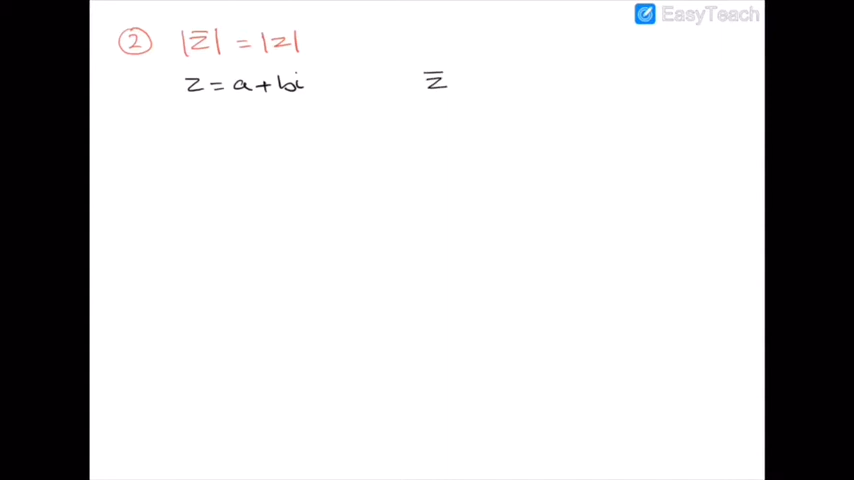 EasyTeach
② |z̅| = |z|
z = a + bi z̅